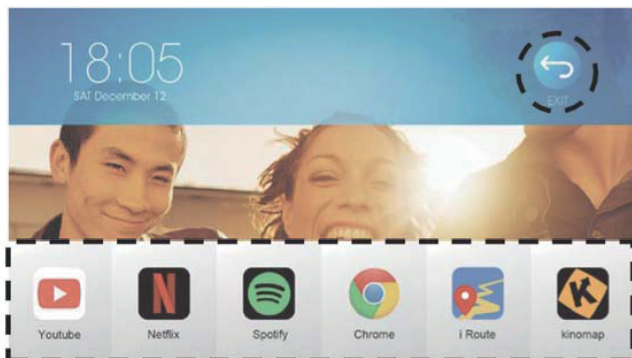 18:05
SAT December 12
EXIT
Youtube
Netflix
Spotify
Chrome
i Route
kinomap